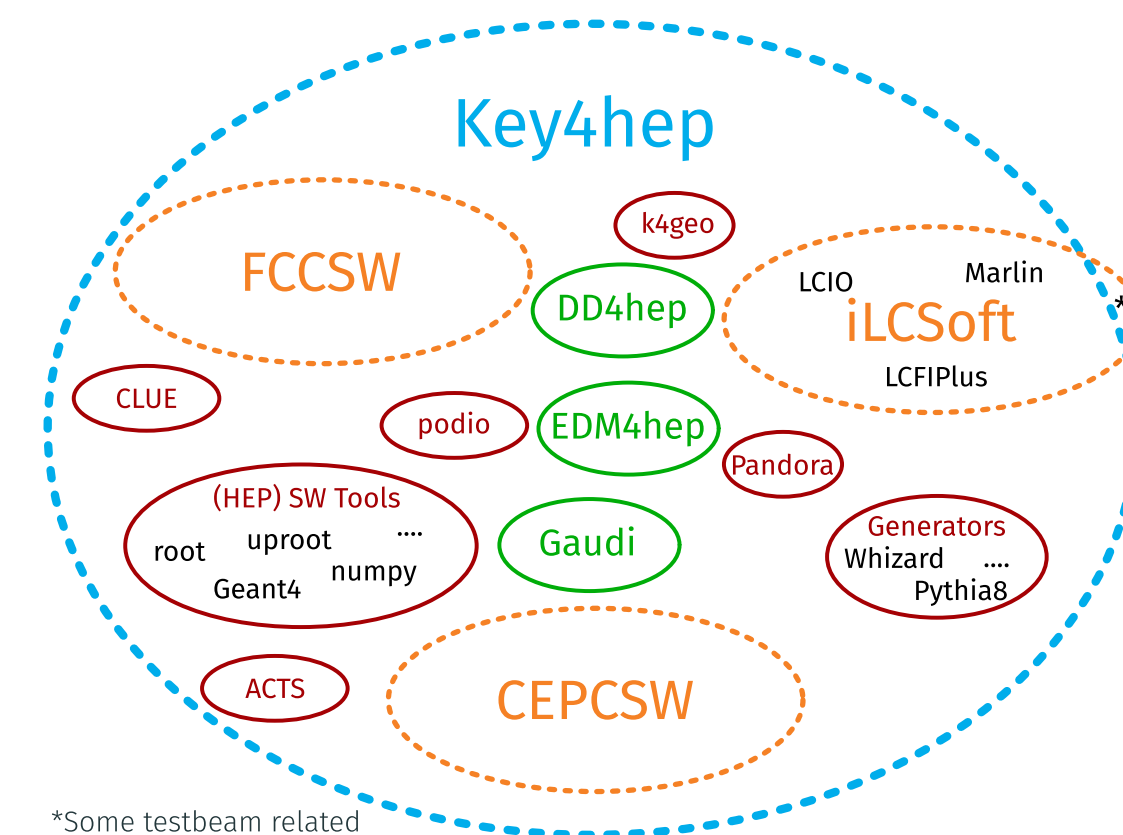 Key4hep
k4geo
FCCSW
DD4hep
LCIO
Marlin
iLCSoft
*
LCFIPlus
CLUE
podio
EDM4hep
Pandora
(HEP) SW Tools
root
uproot
....
Geant4
numpy
Gaudi
Generators
Whizard
....
Pythia8
ACTS
CEPCSW
*Some testbeam related